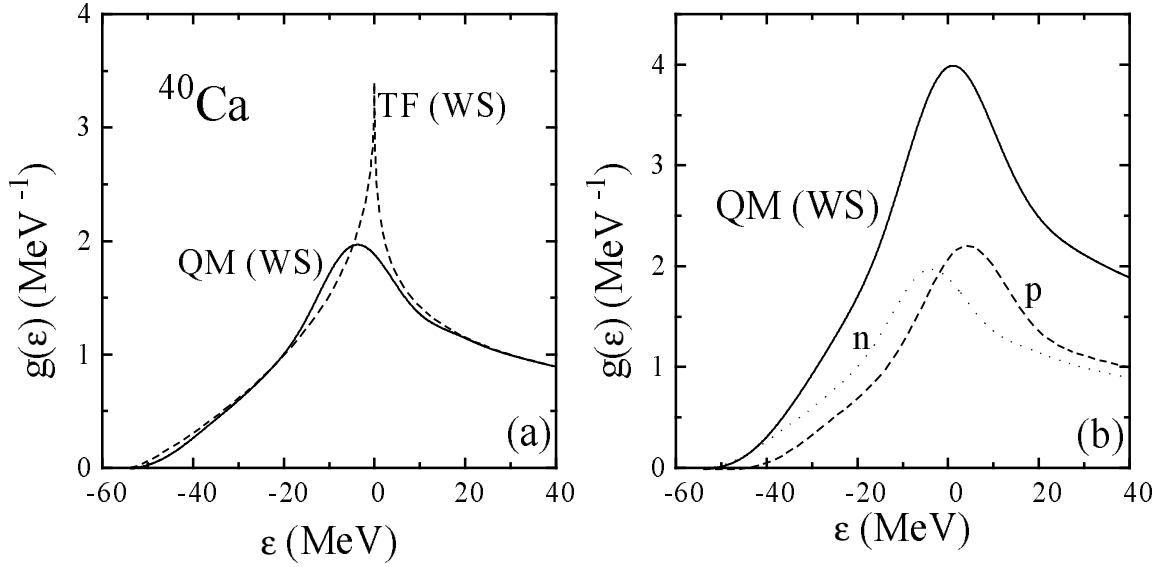 g(ε) (MeV⁻¹)
4
3
2
1
0
⁴⁰Ca
TF (WS)
QM (WS)
(a)
-60 -40 -20 0 20 40
ε (MeV)
g(ε) (MeV⁻¹)
4
3
2
1
0
QM (WS)
n
p
(b)
-60 -40 -20 0 20 40
ε (MeV)